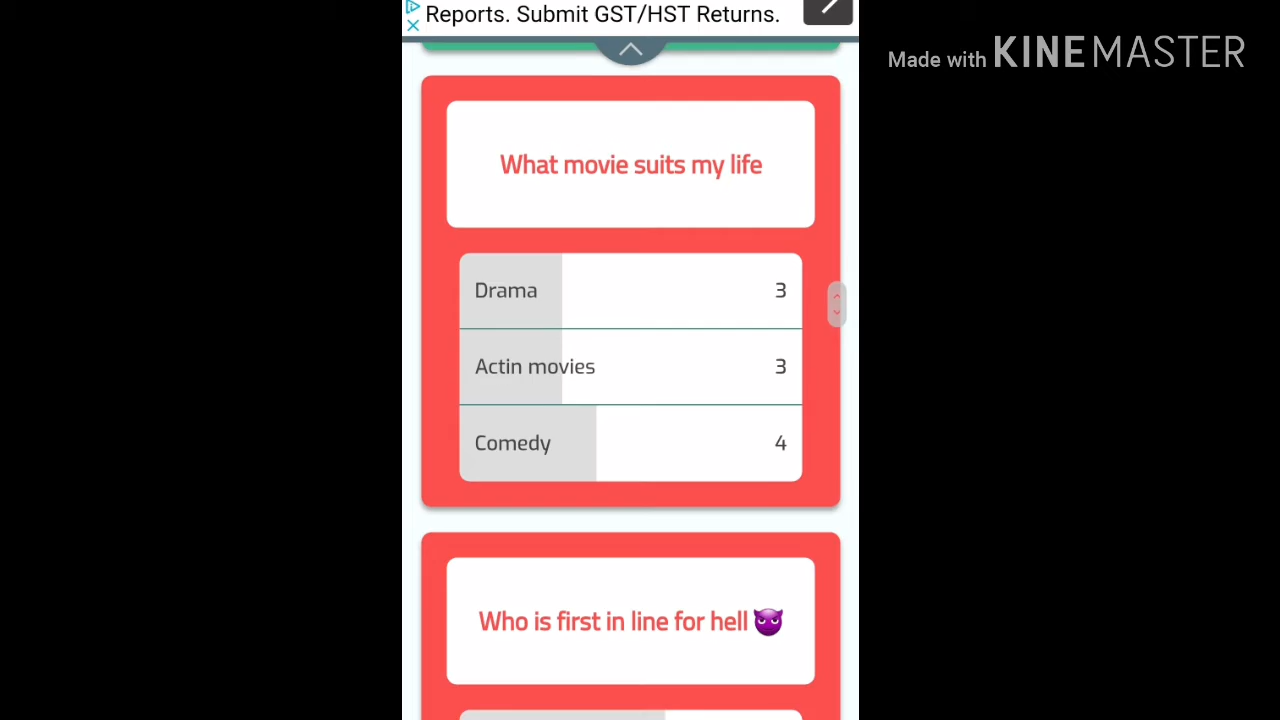 Reports. Submit GST/HST Returns.
Made with KINEMASTER
What movie suits my life
Drama 3
Actin movies 3
Comedy 4
Who is first in line for hell 😈